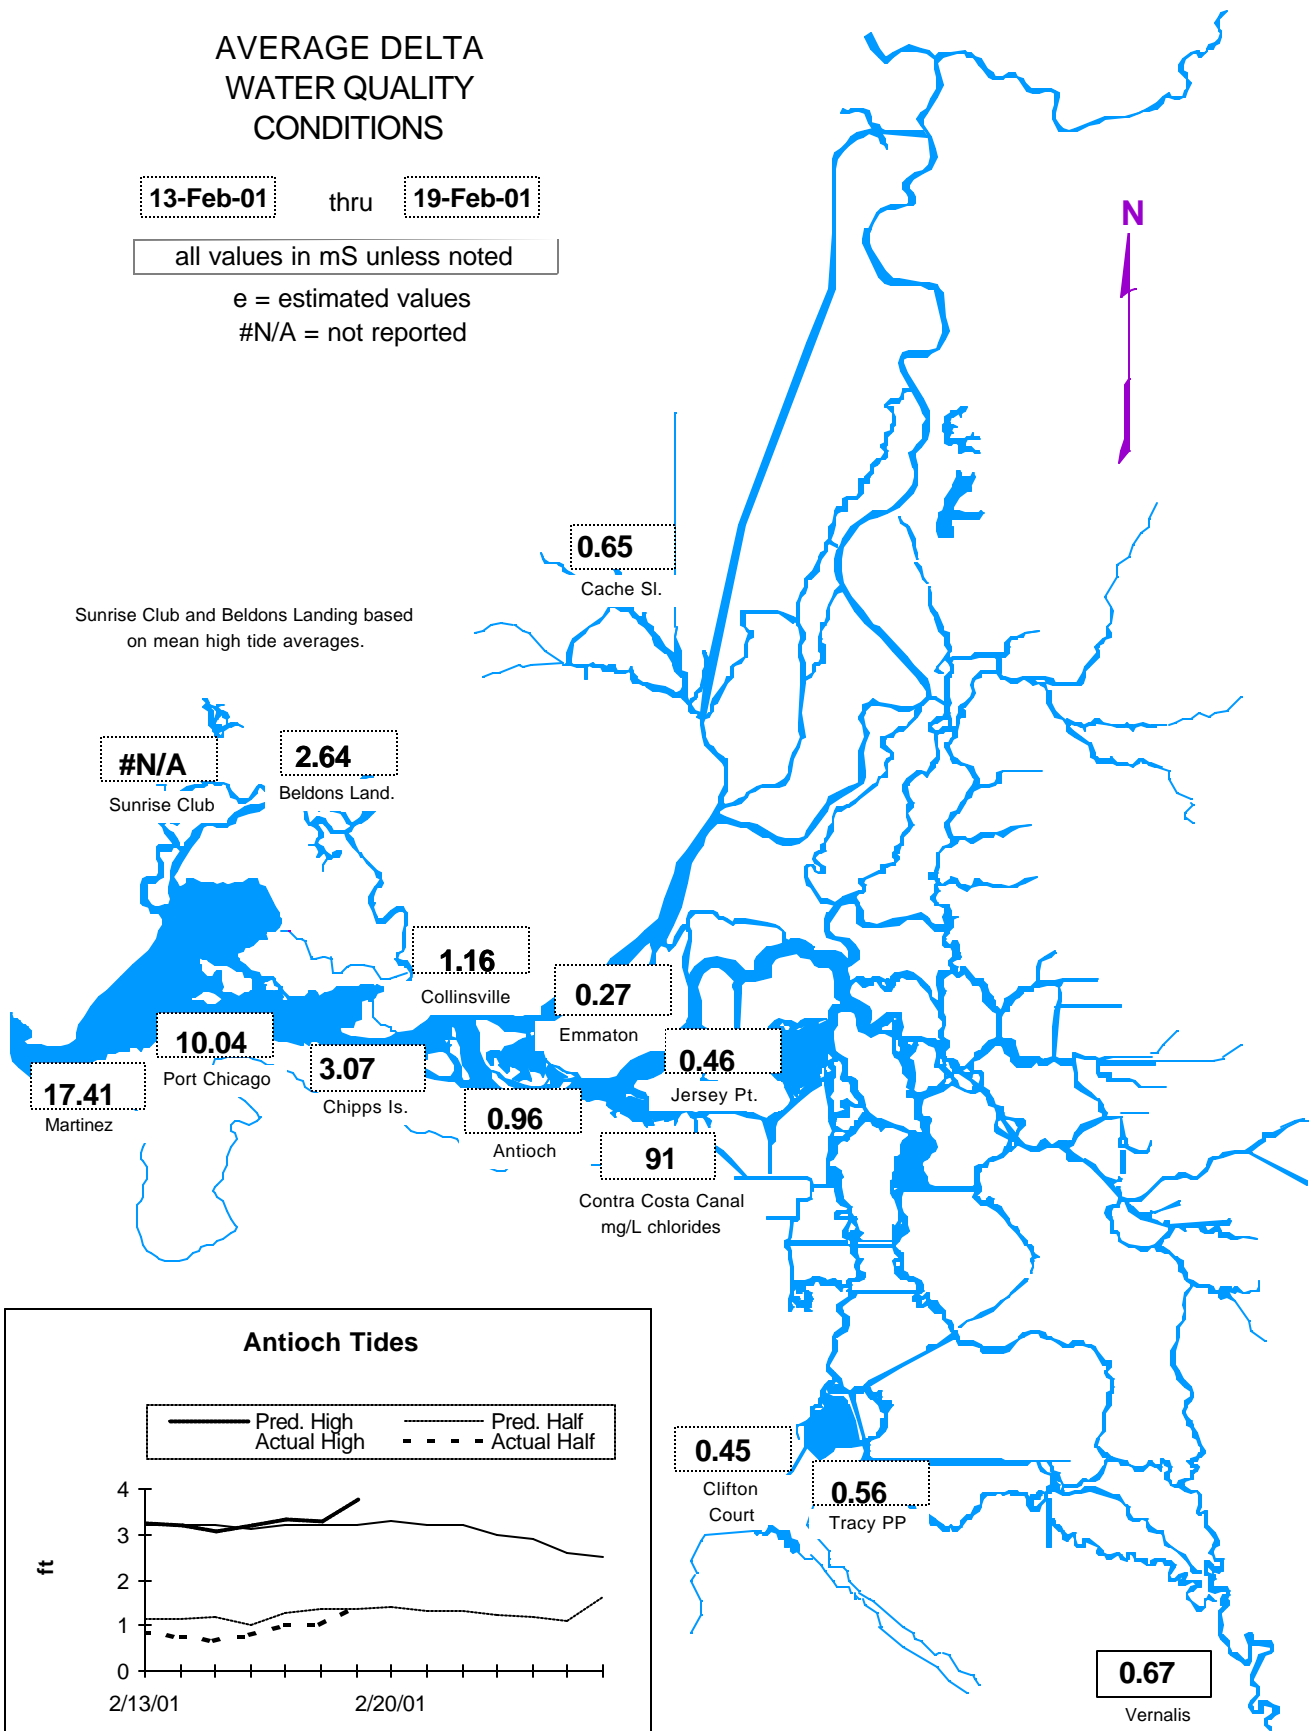 AVERAGE DELTA
WATER QUALITY
CONDITIONS
13-Feb-01 thru 19-Feb-01
all values in mS unless noted
e = estimated values
#N/A = not reported
N
0.65
Cache Sl.
Sunrise Club and Beldons Landing based
on mean high tide averages.
#N/A
Sunrise Club
2.64
Beldons Land.
1.16
Collinsville
0.27
Emmaton
10.04
Port Chicago
3.07
Chipps Is.
0.46
Jersey Pt.
17.41
Martinez
0.96
Antioch
91
Contra Costa Canal
mg/L chlorides
Antioch Tides
Pred. High
Pred. Half
Actual High
Actual Half
4
3
2
1
0
ft
2/13/01
2/20/01
0.45
Clifton
Court
0.56
Tracy PP
0.67
Vernalis